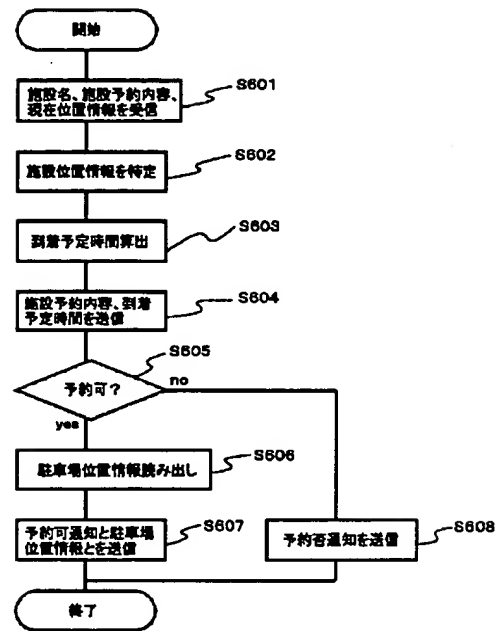 開始
施設名、施設予約内容、
現在位置情報を受信
S601
施設位置情報を特定
S602
到着予定時間算出
S603
施設予約内容、到着
予定時間を送信
S604
予約可?
S605
no
yes
駐車場位置情報読み出し
S606
予約可通知と駐車場
位置情報とを送信
S607
予約否通知を送信
S608
終了